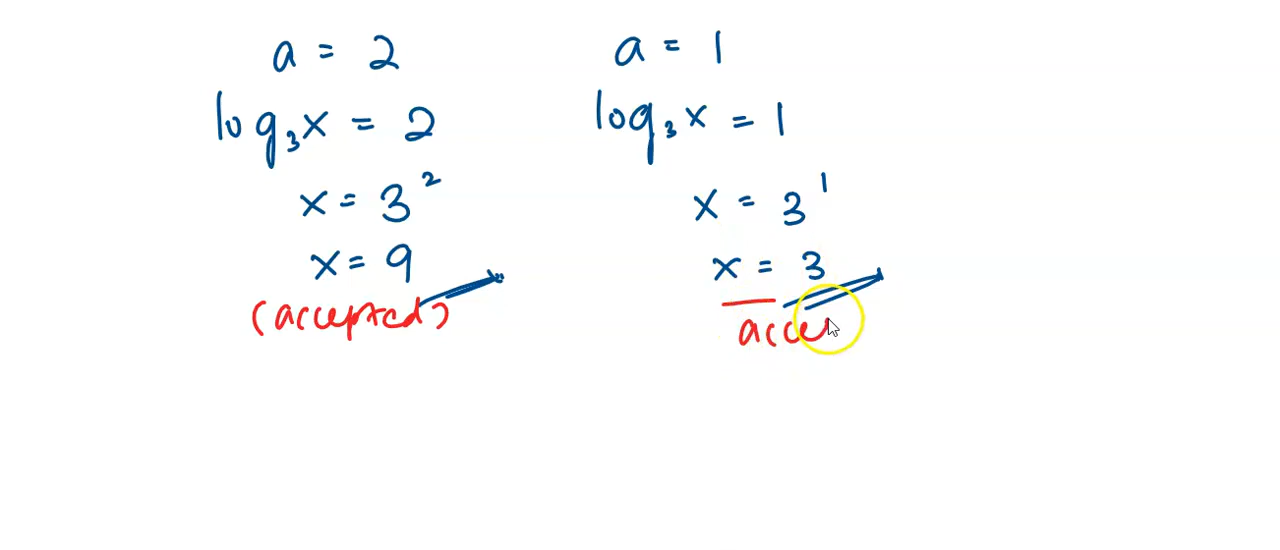 a = 2
log₃x = 2
x = 3²
x = 9
(accepted)
a = 1
log₃x = 1
x = 3¹
x = 3
acce